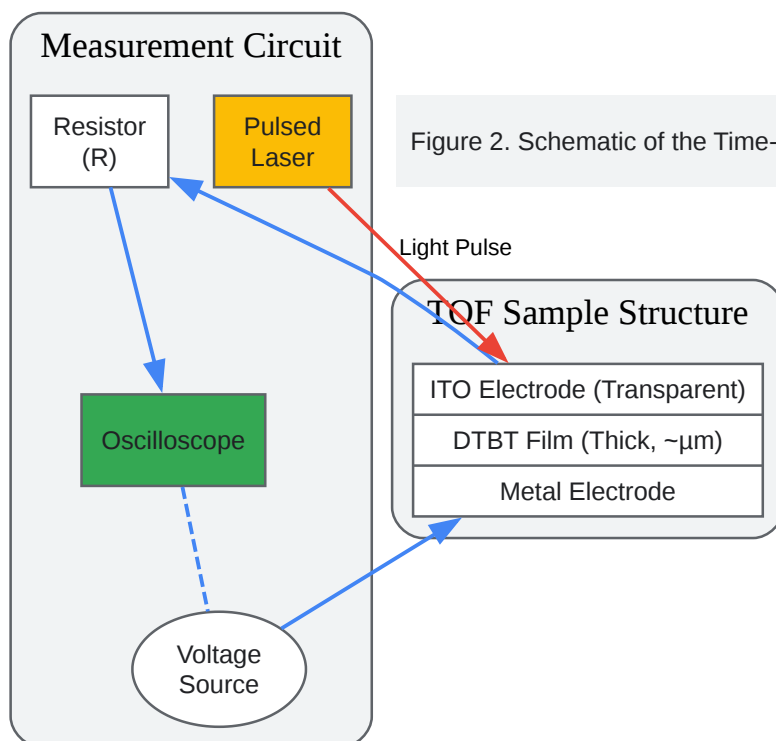 Measurement Circuit
Resistor
(R)
Pulsed
Laser
Figure 2. Schematic of the Time-
Light Pulse
TOF Sample Structure
ITO Electrode (Transparent)
DTBT Film (Thick, ~µm)
Metal Electrode
Oscilloscope
Voltage
Source